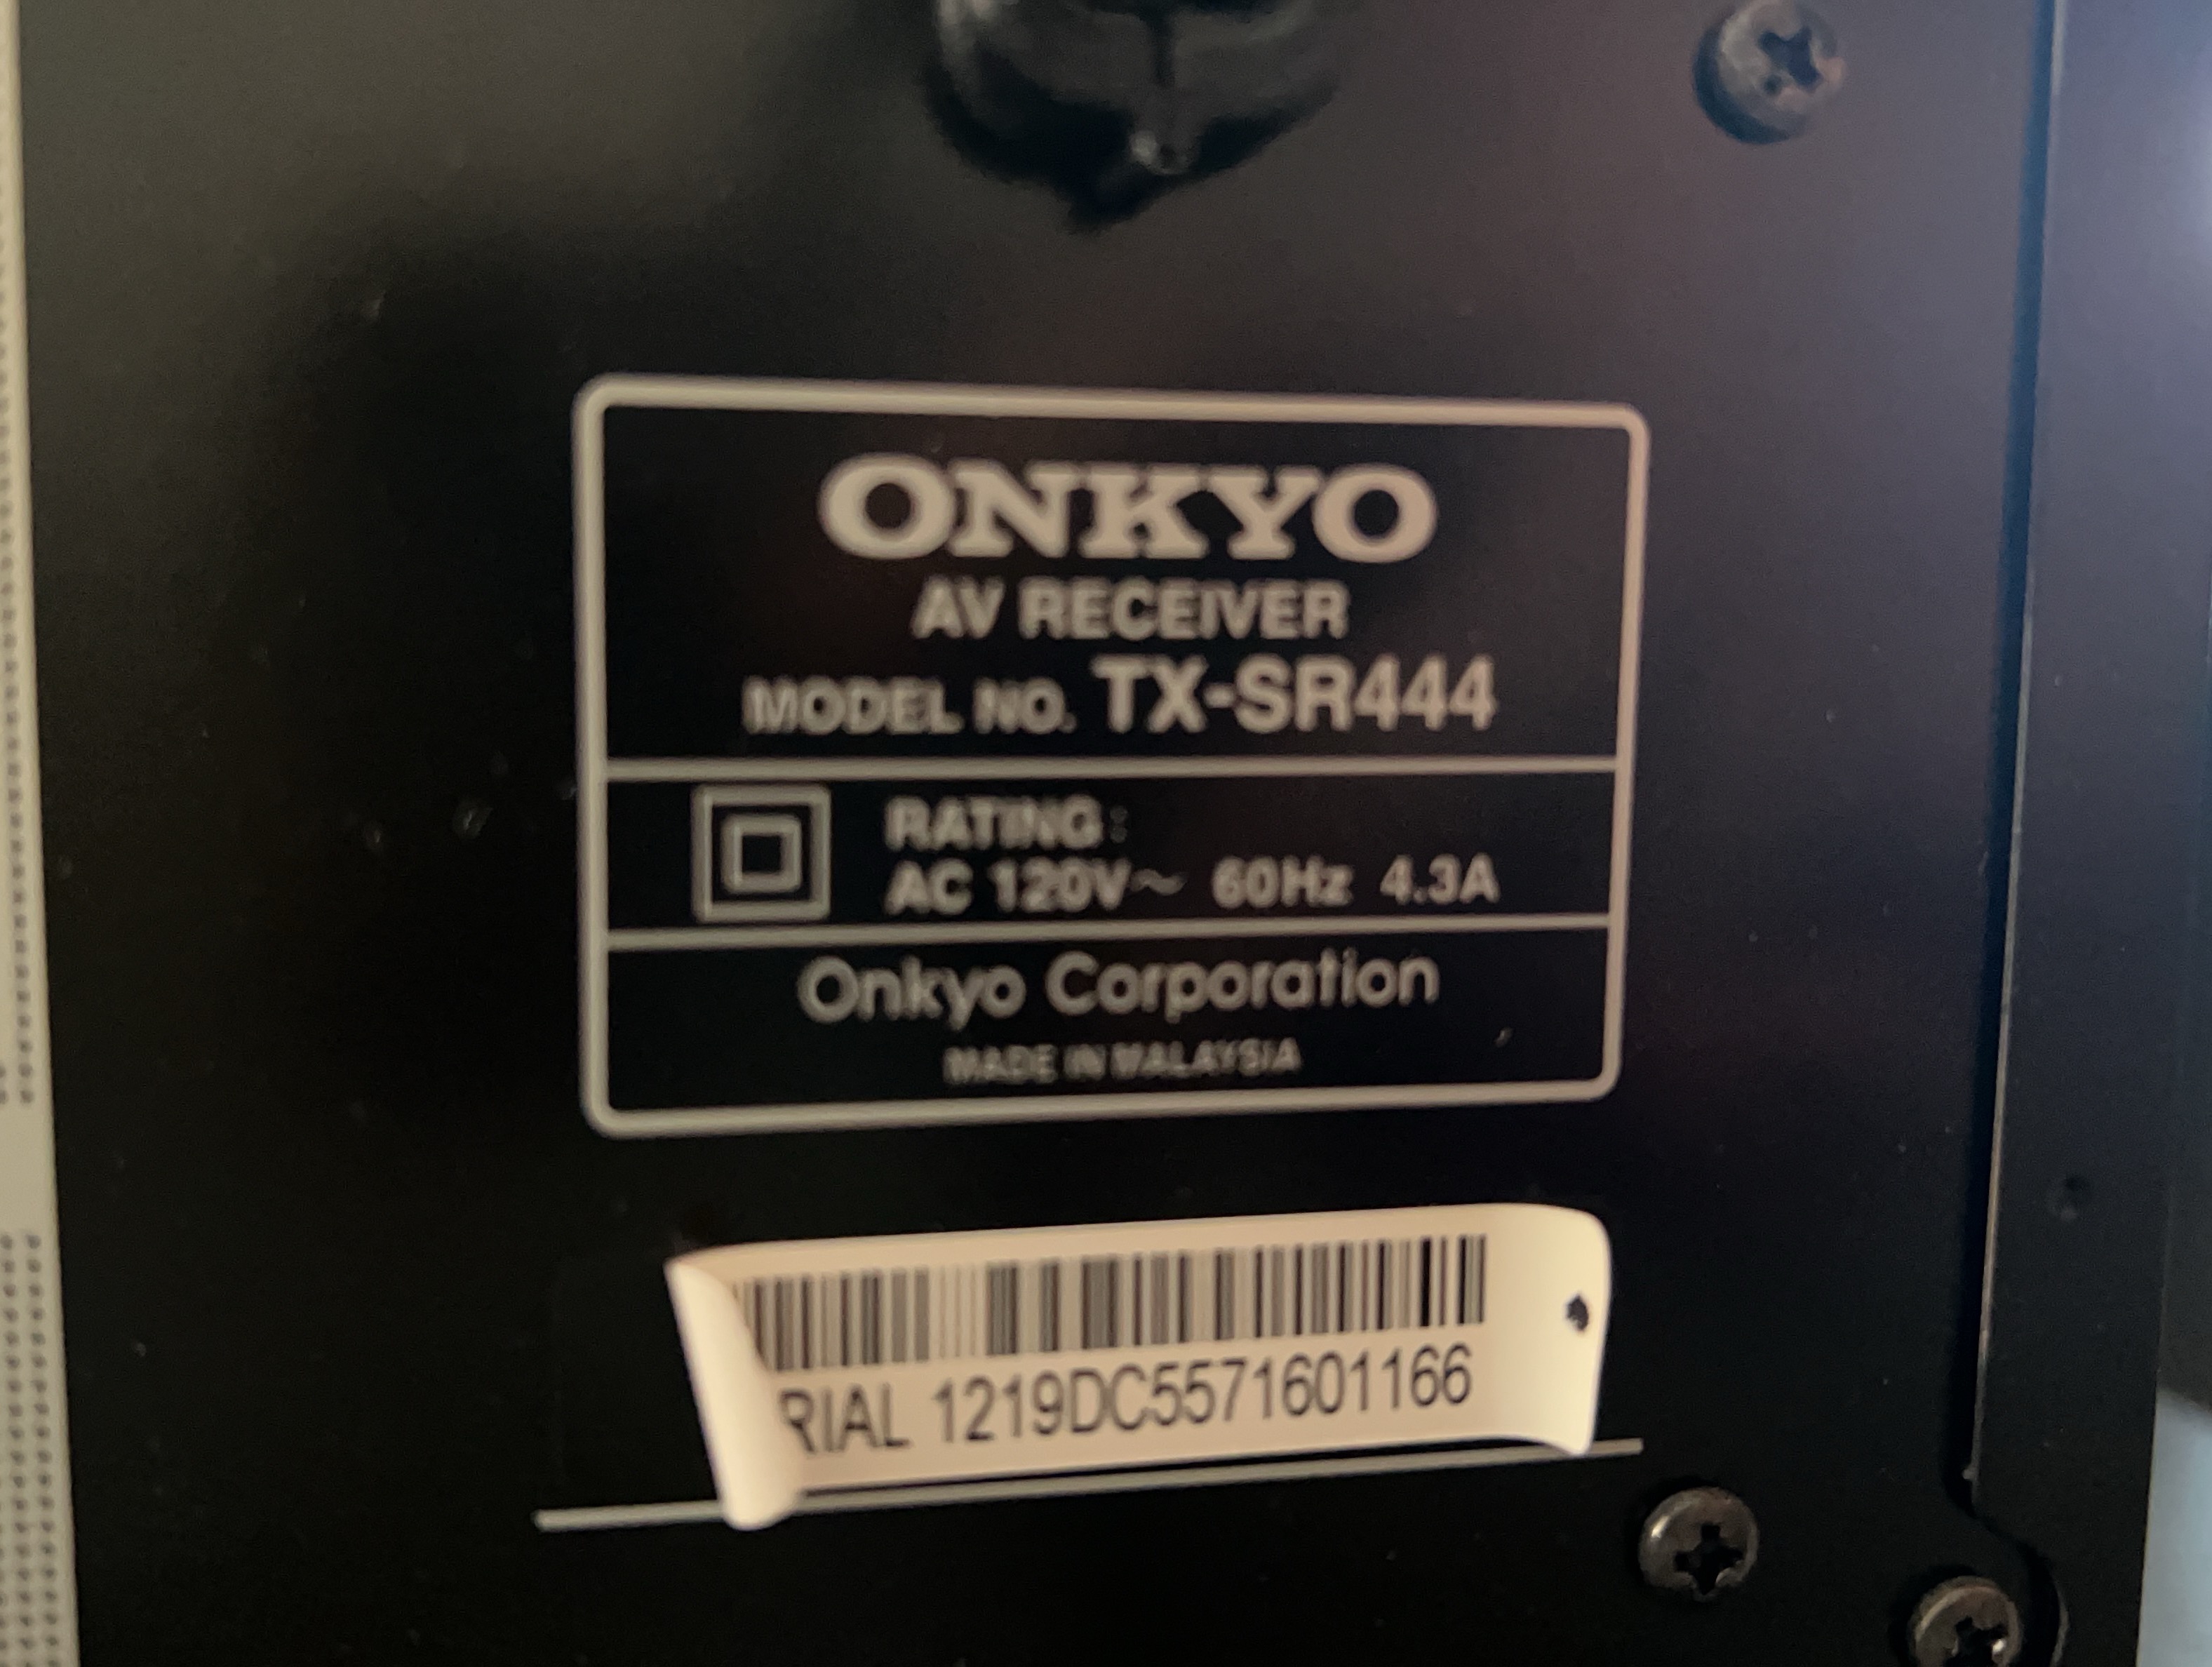 ONKYO
AV RECEIVER
MODEL NO. TX-SR444
RATING:
AC 120V~ 60Hz 4.3A
Onkyo Corporation
MADE IN MALAYSIA
RIAL 1219DC5571601166